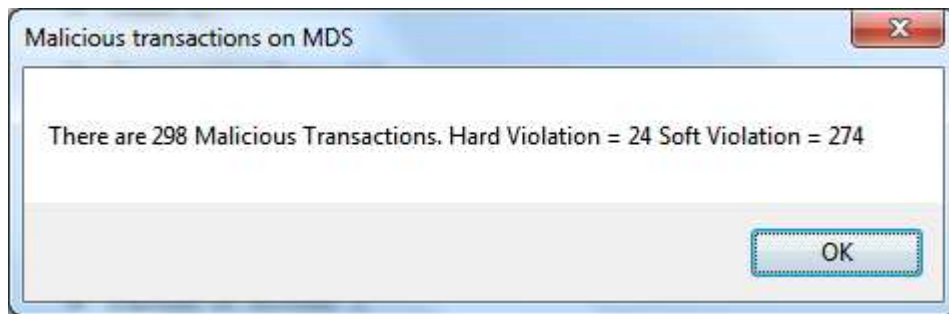 Malicious transactions on MDS
There are 298 Malicious Transactions. Hard Violation = 24 Soft Violation = 274
OK